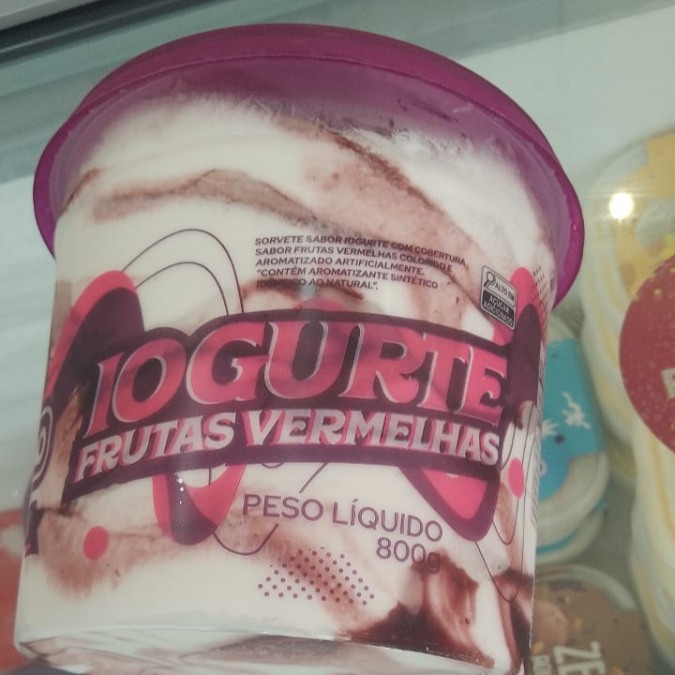 SORVETE SABOR IOGURTE COM COBERTURA
SABOR FRUTAS VERMELHAS COLORIDO E
AROMATIZADO ARTIFICIALMENTE.
"CONTÉM AROMATIZANTE SINTÉTICO
IDÊNTICO AO NATURAL".
ALTO EM
AÇÚCAR
ADICIONADO
IOGURTE
FRUTAS VERMELHAS
PESO LÍQUIDO
800g